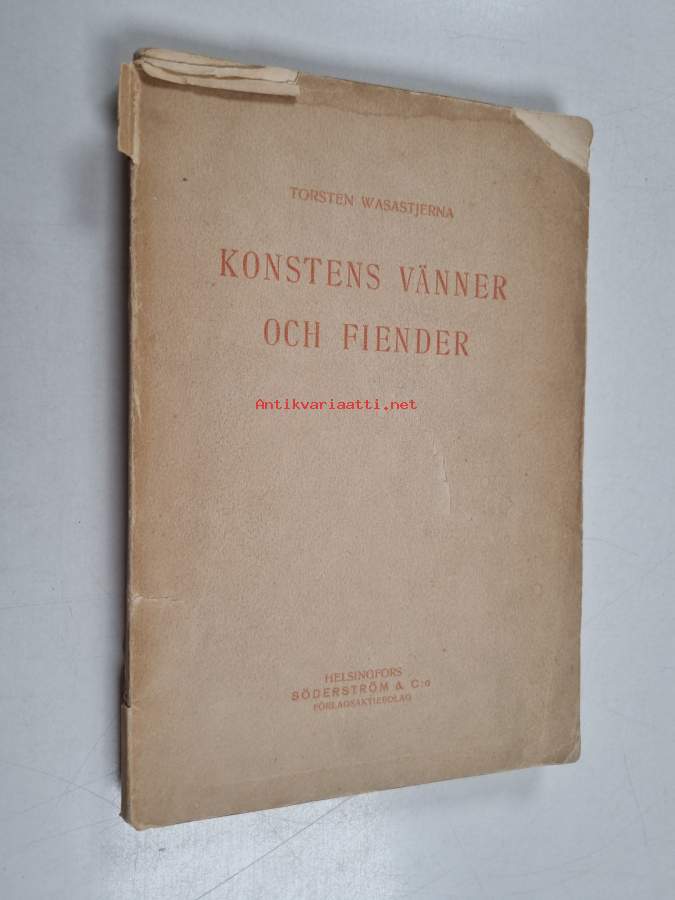 TORSTEN WASASTJERNA
KONSTENS VÄNNER
OCH FIENDER
Antikvariaatti.net
HELSINGFORS
SÖDERSTRÖM & C:o
FÖRLAGSAKTIEBOLAG